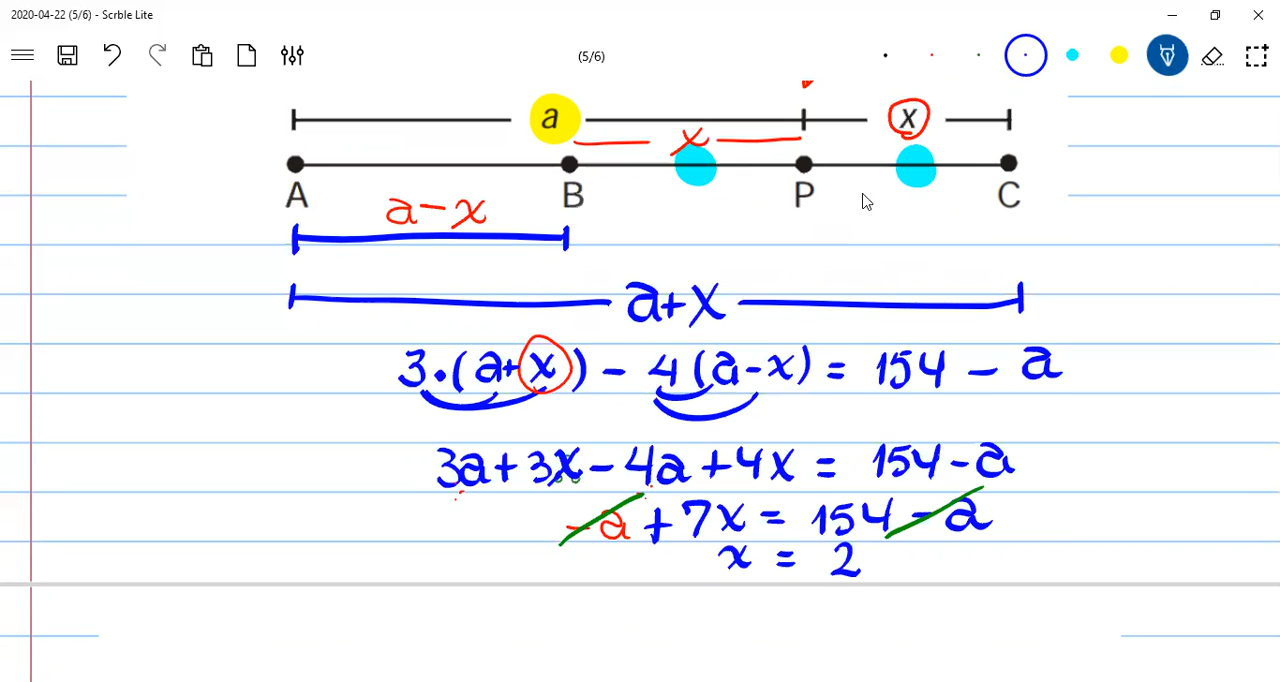 2020-04-22 (5/6) - Scrble Lite
(5/6)
a
x
x
A
B
P
C
a-x
a+x
3·(a+x)-4(a-x)=154-a
3a+3x-4a+4x=154-a
-a+7x=154-a
x=2